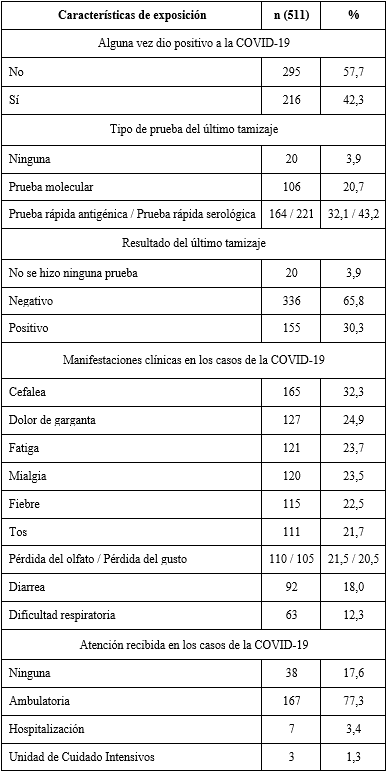 Características de exposición n (511) %
Alguna vez dio positivo a la COVID-19
No 295 57,7
Sí 216 42,3
Tipo de prueba del último tamizaje
Ninguna 20 3,9
Prueba molecular 106 20,7
Prueba rápida antigénica / Prueba rápida serológica 164 / 221 32,1 / 43,2
Resultado del último tamizaje
No se hizo ninguna prueba 20 3,9
Negativo 336 65,8
Positivo 155 30,3
Manifestaciones clínicas en los casos de la COVID-19
Cefalea 165 32,3
Dolor de garganta 127 24,9
Fatiga 121 23,7
Mialgia 120 23,5
Fiebre 115 22,5
Tos 111 21,7
Pérdida del olfato / Pérdida del gusto 110 / 105 21,5 / 20,5
Diarrea 92 18,0
Dificultad respiratoria 63 12,3
Atención recibida en los casos de la COVID-19
Ninguna 38 17,6
Ambulatoria 167 77,3
Hospitalización 7 3,4
Unidad de Cuidado Intensivos 3 1,3